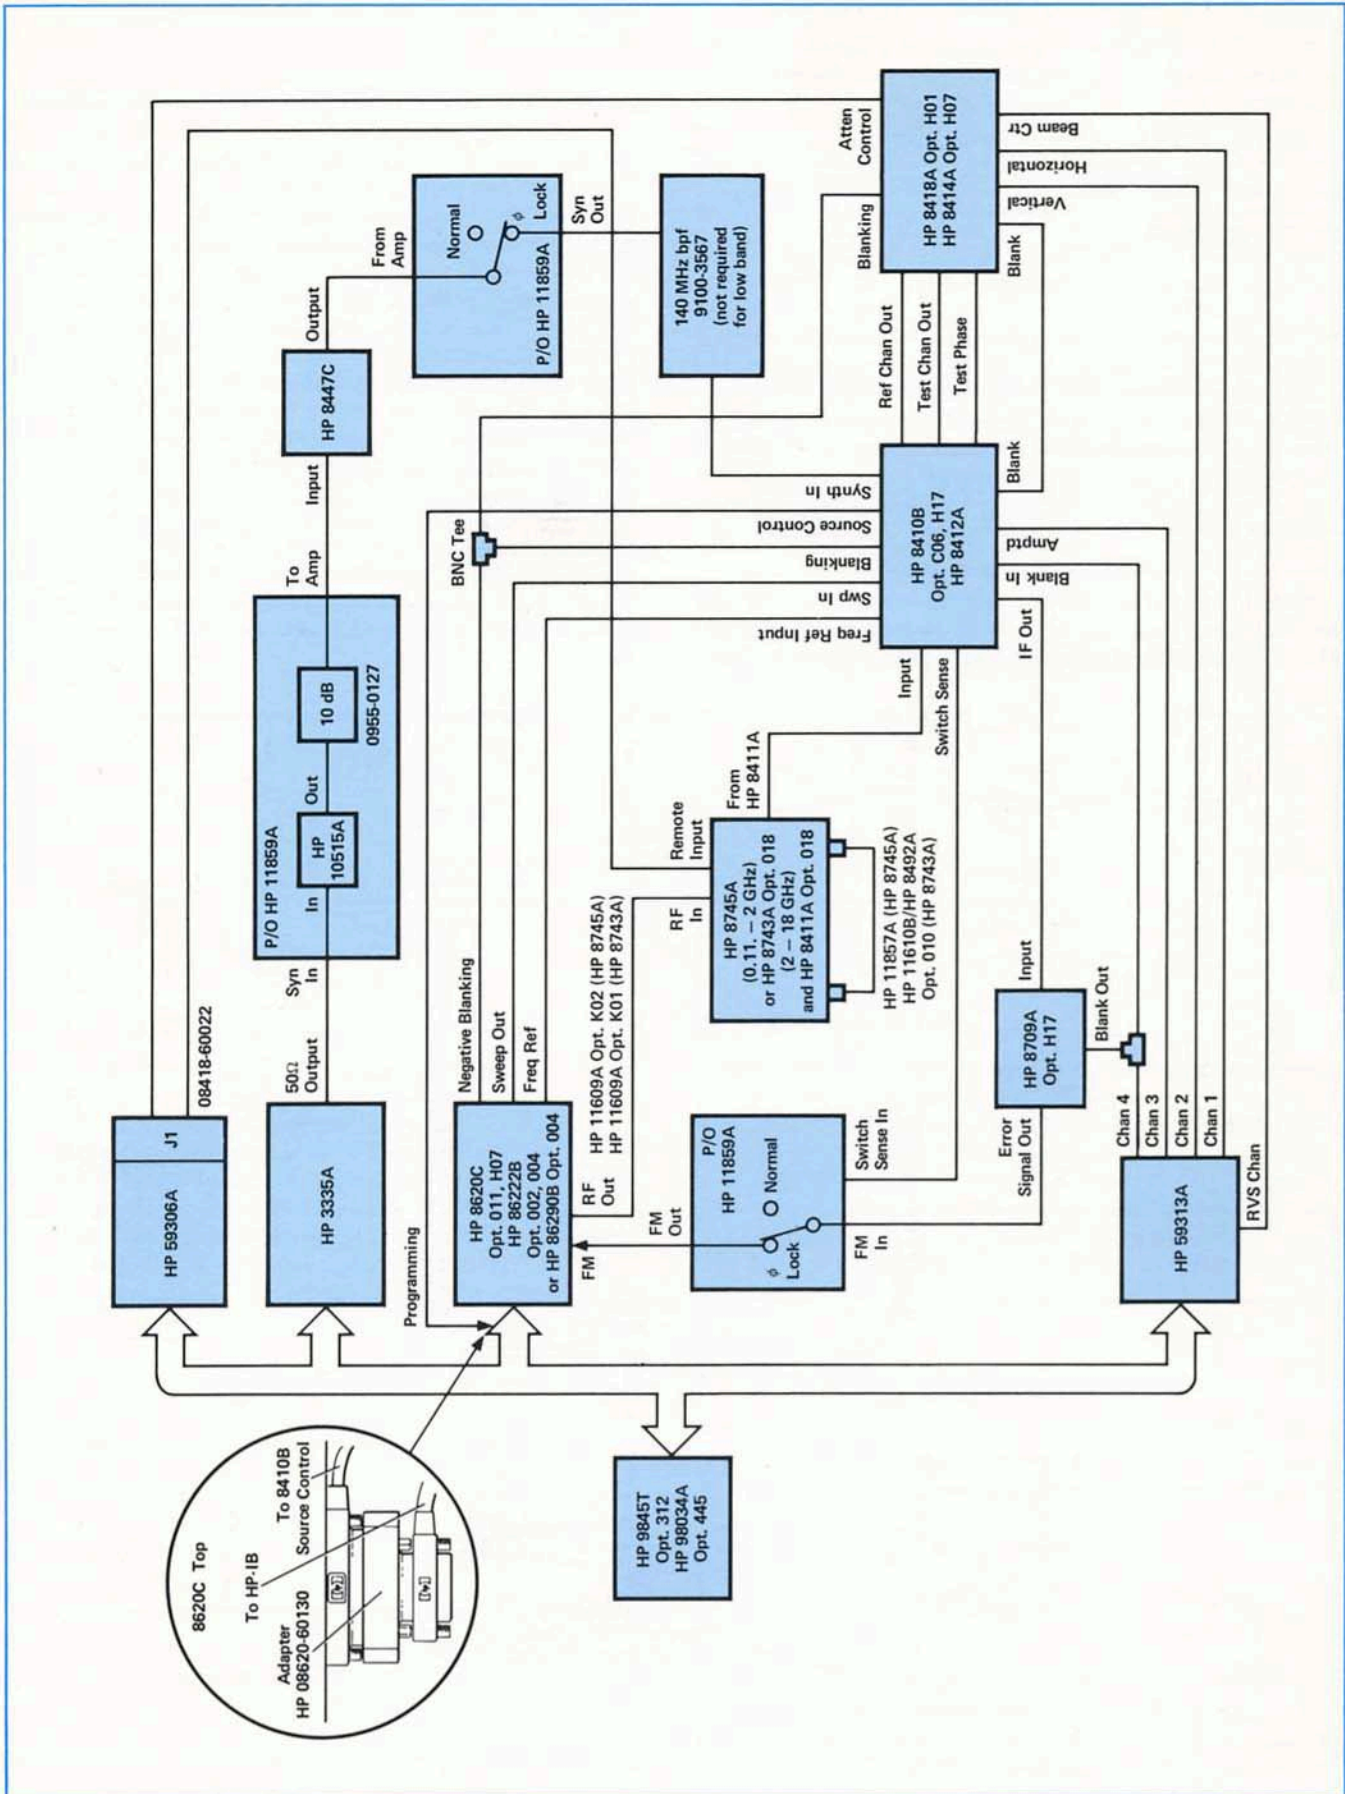 8620C Top
To HP-IB
To 8410B
Source Control
Adapter
HP 08620-60130
HP 9845T
Opt. 312
HP 98034A
Opt. 445
HP 59306A
J1
08418-60022
HP 3335A
50Ω
Output
Syn
In
P/O HP 11859A
In
HP
10515A
Out
10 dB
0955-0127
To
Amp
Input
HP 8447C
Output
From
Amp
Normal
ϕ
Lock
P/O HP 11859A
Syn
Out
140 MHz bpf
9100-3567
(not required
for low band)
Programming
HP 8620C
Opt. 011, H07
HP 86222B
Opt. 002, 004
or HP 86290B Opt. 004
Negative Blanking
Sweep Out
Freq Ref
BNC Tee
FM
RF
Out
HP 11609A Opt. K02 (HP 8745A)
HP 11609A Opt. K01 (HP 8743A)
RF
In
Remote
Input
FM
Out
P/O
HP 11859A
ϕ
Lock
Normal
FM
In
Switch
Sense In
HP 8745A
(0.11. – 2 GHz)
or HP 8743A Opt. 018
(2 – 18 GHz)
and HP 8411A Opt. 018
From
HP 8411A
HP 11857A (HP 8745A)
HP 11610B/HP 8492A
Opt. 010 (HP 8743A)
Input
Switch Sense
Freq Ref Input
Swp In
Blanking
Source Control
Synth In
HP 8410B
Opt. C06, H17
HP 8412A
IF Out
Blank In
Amptd
Blank
Ref Chan Out
Test Chan Out
Test Phase
Blanking
Atten
Control
HP 8418A Opt. H01
HP 8414A Opt. H07
Blank
Vertical
Horizontal
Beam Ctr
Error
Signal Out
HP 8709A
Opt. H17
Input
Blank Out
HP 59313A
Chan 4
Chan 3
Chan 2
Chan 1
RVS Chan